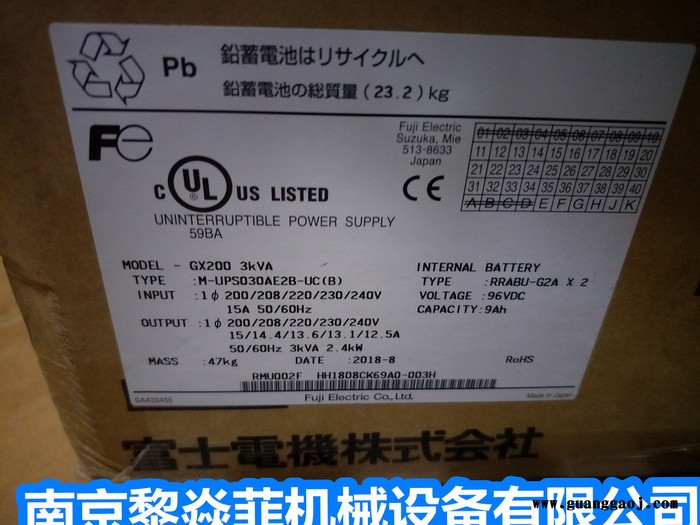 Pb
鉛蓄電池はリサイクルへ
鉛蓄電池の総質量(23.2)kg
Fe
Fuji Electric
Suzuka, Mie
513-8633
Japan
01 02 03 04 05 06 07 08 09 10
11 12 13 14 15 16 17 18 19 20
21 22 23 24 25 26 27 28 29 30
31 32 33 34 35 36 37 38 39 40
A B C D E F G H J K
C UL US LISTED
CE
UNINTERRUPTIBLE POWER SUPPLY
59BA
MODEL - GX200 3kVA
TYPE :M-UPS030AE2B-UC(B)
INPUT :1ϕ 200/208/220/230/240V
15A 50/60Hz
OUTPUT :1ϕ 200/208/220/230/240V
15/14.4/13.6/13.1/12.5A
50/60Hz 3kVA 2.4kW
INTERNAL BATTERY
TYPE :RRABU-G2A X 2
VOLTAGE :96VDC
CAPACITY:9Ah
MASS :47kg DATE :2018-8 RoHS
RMU002F HH1808CK69A0-003H
SA433455 Fuji Electric Co., Ltd. Made in Japan
富士電機株式会社
南京黎焱菲机械设备有限公司
www.guanggaoj.com